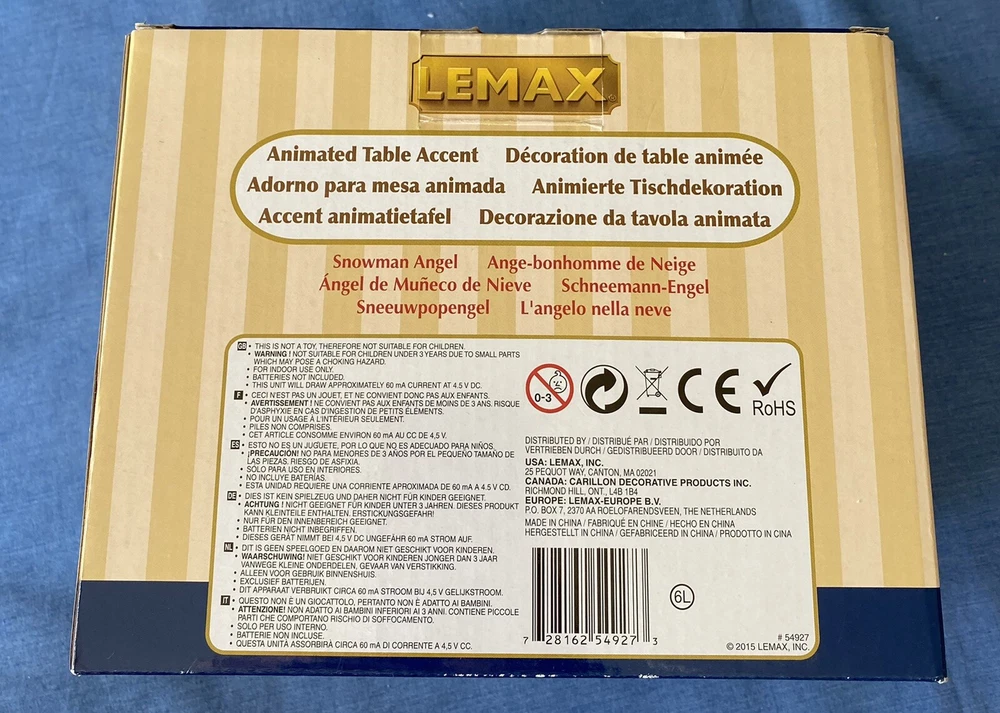 LEMAX
Animated Table Accent Décoration de table animée
Adorno para mesa animada Animierte Tischdekoration
Accent animatietafel Decorazione da tavola animata
Snowman Angel Ange-bonhomme de Neige
Ángel de Muñeco de Nieve Schneemann-Engel
Sneeuwpopengel L'angelo nella neve
GB • THIS IS NOT A TOY, THEREFORE NOT SUITABLE FOR CHILDREN.
• WARNING ! NOT SUITABLE FOR CHILDREN UNDER 3 YEARS DUE TO SMALL PARTS
WHICH MAY POSE A CHOKING HAZARD.
• FOR INDOOR USE ONLY.
• BATTERIES NOT INCLUDED.
• THIS UNIT WILL DRAW APPROXIMATELY 60 mA CURRENT AT 4.5 V DC.
F • CECI N'EST PAS UN JOUET, ET NE CONVIENT DONC PAS AUX ENFANTS.
• AVERTISSEMENT ! NE CONVIENT PAS AUX ENFANTS DE MOINS DE 3 ANS. RISQUE
D'ASPHYXIE EN CAS D'INGESTION DE PETITS ÉLÉMENTS.
• POUR UN USAGE À L'INTÉRIEUR SEULEMENT.
• PILES NON COMPRISES.
• CET ARTICLE CONSOMME ENVIRON 60 mA AU CC DE 4,5 V.
ES • ESTO NO ES UN JUGUETE, POR LO QUE NO ES ADECUADO PARA NIÑOS.
• ¡PRECAUCIÓN! NO PARA MENORES DE 3 AÑOS POR EL PEQUEÑO TAMAÑO DE
LAS PIEZAS. RIESGO DE ASFIXIA.
• SÓLO PARA USO EN INTERIORES.
• NO INCLUYE BATERÍAS.
• ESTA UNIDAD REQUIERE UNA CORRIENTE APROXIMADA DE 60 mA A 4.5 V CD.
DE • DIES IST KEIN SPIELZEUG UND DAHER NICHT FÜR KINDER GEEIGNET.
• ACHTUNG ! NICHT GEEIGNET FÜR KINDER UNTER 3 JAHREN. DIESES PRODUKT
KANN KLEINTEILE ENTHALTEN. ERSTICKUNGSGEFAHR!
• NUR FÜR DEN INNENBEREICH GEEIGNET.
• BATTERIEN NICHT INBEGRIFFEN.
• DIESES GERÄT NIMMT BEI 4,5 V DC UNGEFÄHR 60 mA STROM AUF.
NL • DIT IS GEEN SPEELGOED EN DAAROM NIET GESCHIKT VOOR KINDEREN.
• WAARSCHUWING! NIET GESCHIKT VOOR KINDEREN JONGER DAN 3 JAAR
VANWEGE KLEINE ONDERDELEN, GEVAAR VAN VERSTIKKING.
• ALLEEN VOOR GEBRUIK BINNENSHUIS.
• EXCLUSIEF BATTERIJEN.
• DIT APPARAAT VERBRUIKT CIRCA 60 mA STROOM BIJ 4,5 V GELIJKSTROOM.
IT • QUESTO NON È UN GIOCATTOLO, PERTANTO NON È ADATTO AI BAMBINI.
• ATTENZIONE! NON ADATTO AI BAMBINI INFERIORI AI 3 ANNI. CONTIENE PICCOLE
PARTI CHE COMPORTANO RISCHIO DI SOFFOCAMENTO.
• SOLO PER USO INTERNO.
• BATTERIE NON INCLUSE.
• QUESTA UNITÀ ASSORBIRÀ CIRCA 60 mA DI CORRENTE A 4,5 V CC.
0-3
CE
RoHS
DISTRIBUTED BY / DISTRIBUÉ PAR / DISTRIBUIDO POR
VERTRIEBEN DURCH / GEDISTRIBUEERD DOOR / DISTRIBUITO DA
USA: LEMAX, INC.
25 PEQUOT WAY, CANTON, MA 02021
CANADA: CARILLON DECORATIVE PRODUCTS INC.
RICHMOND HILL, ONT., L4B 1B4
EUROPE: LEMAX-EUROPE B.V.
P.O. BOX 7, 2370 AA ROELOFARENDSVEEN, THE NETHERLANDS
MADE IN CHINA / FABRIQUÉ EN CHINE / HECHO EN CHINA
HERGESTELLT IN CHINA / GEFABRICEERD IN CHINA / PRODOTTO IN CINA
6L
7 28162 54927 3
# 54927
© 2015 LEMAX, INC.